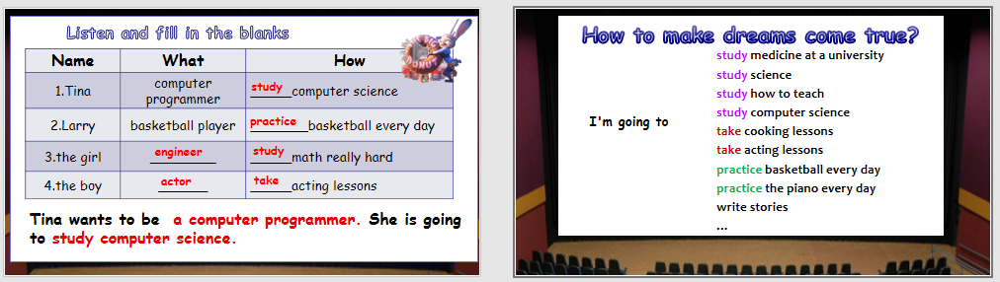 Listen and fill in the blanks
Name What How
1.Tina computer programmer study computer science
2.Larry basketball player practice basketball every day
3.the girl engineer study math really hard
4.the boy actor take acting lessons
Tina wants to be a computer programmer. She is going
to study computer science.
How to make dreams come true?
I'm going to
study medicine at a university
study science
study how to teach
study computer science
take cooking lessons
take acting lessons
practice basketball every day
practice the piano every day
write stories
...